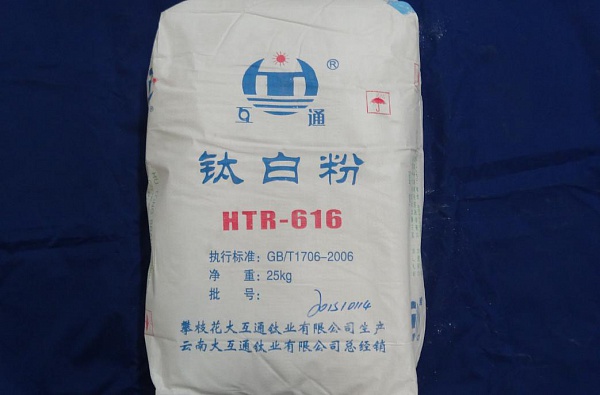 ®
互通
钛白粉
HTR-616
执行标准：GB/T1706-2006
净 重：25kg
批 号：20151014
攀枝花大互通钛业有限公司生产
云南大互通钛业有限公司总经销